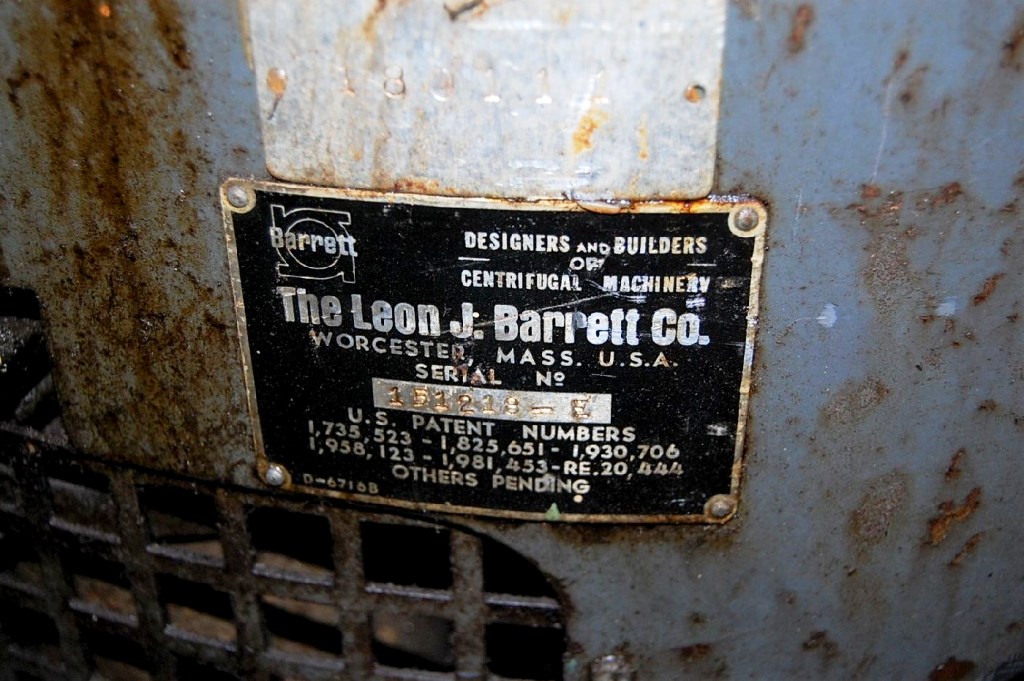 Barrett
DESIGNERS AND BUILDERS
OF
CENTRIFUGAL MACHINERY
The Leon J. Barrett Co.
WORCESTER, MASS. U.S.A.
SERIAL Nº
151218-E
U.S. PATENT NUMBERS
1,735,523 - 1,825,651 - 1,930,706
1,958,123 - 1,981,453-RE.20,444
OTHERS PENDING
D-6716B